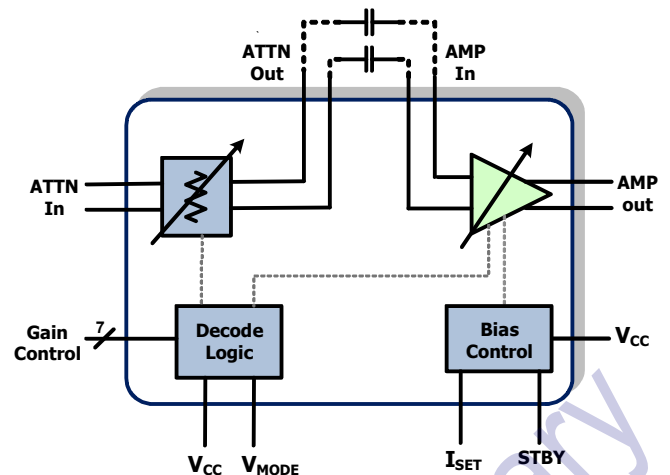 ATTN
Out
AMP
In
ATTN
In
AMP
out
Gain
Control
7
Decode
Logic
Bias
Control
VCC
VCC
VMODE
ISET
STBY